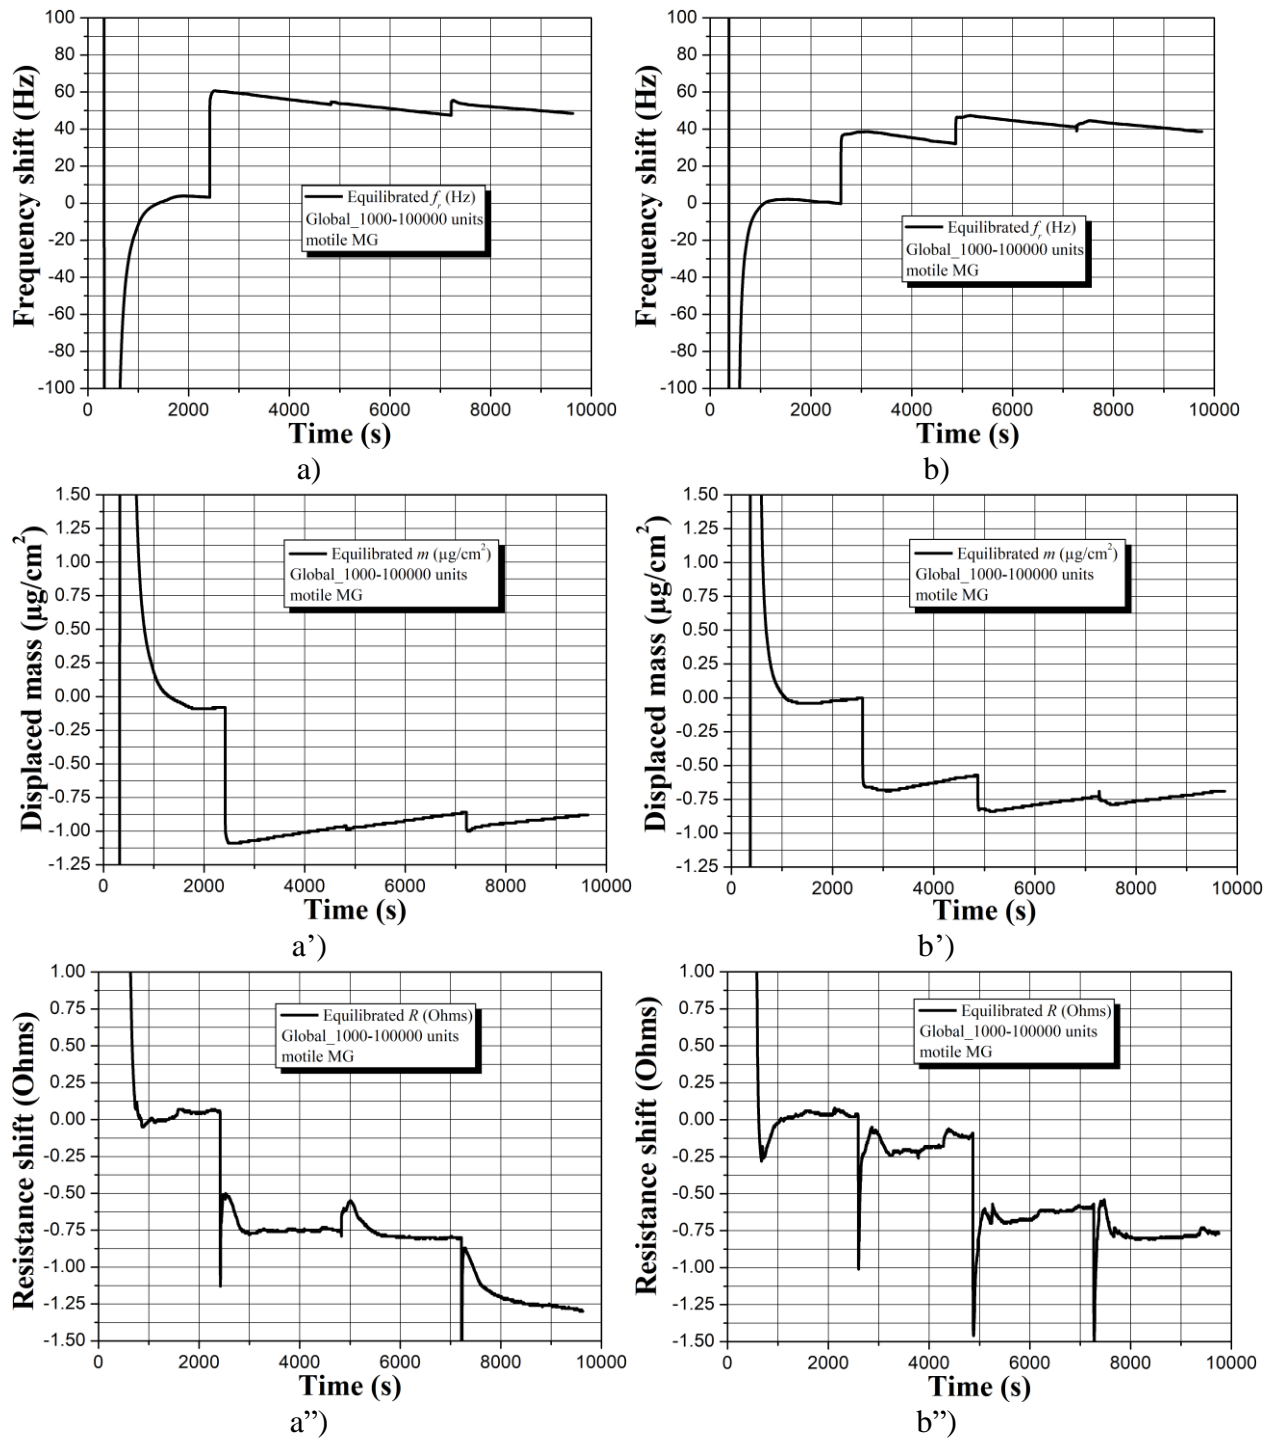 100
80
60
40
20
0
-20
-40
-60
-80
-100
Frequency shift (Hz)
Equilibrated fr (Hz)
Global_1000-100000 units
motile MG
0 2000 4000 6000 8000 10000
Time (s)
a)
100
80
60
40
20
0
-20
-40
-60
-80
-100
Frequency shift (Hz)
Equilibrated fr (Hz)
Global_1000-100000 units
motile MG
0 2000 4000 6000 8000 10000
Time (s)
b)
1.50
1.25
1.00
0.75
0.50
0.25
0.00
-0.25
-0.50
-0.75
-1.00
-1.25
Displaced mass (µg/cm²)
Equilibrated m (µg/cm²)
Global_1000-100000 units
motile MG
0 2000 4000 6000 8000 10000
Time (s)
a’)
1.50
1.25
1.00
0.75
0.50
0.25
0.00
-0.25
-0.50
-0.75
-1.00
-1.25
Displaced mass (µg/cm²)
Equilibrated m (µg/cm²)
Global_1000-100000 units
motile MG
0 2000 4000 6000 8000 10000
Time (s)
b’)
1.00
0.75
0.50
0.25
0.00
-0.25
-0.50
-0.75
-1.00
-1.25
-1.50
Resistance shift (Ohms)
Equilibrated R (Ohms)
Global_1000-100000 units
motile MG
0 2000 4000 6000 8000 10000
Time (s)
a”)
1.00
0.75
0.50
0.25
0.00
-0.25
-0.50
-0.75
-1.00
-1.25
-1.50
Resistance shift (Ohms)
Equilibrated R (Ohms)
Global_1000-100000 units
motile MG
0 2000 4000 6000 8000 10000
Time (s)
b”)